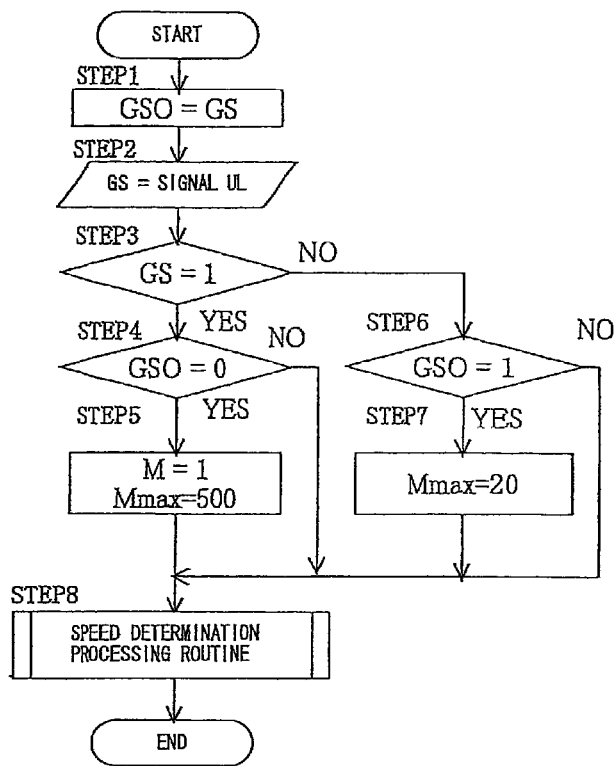 START
STEP1
GSO = GS
STEP2
GS = SIGNAL UL
STEP3
GS = 1
NO
YES
STEP4
GSO = 0
NO
YES
STEP5
M = 1
Mmax=500
STEP6
GSO = 1
NO
YES
STEP7
Mmax=20
STEP8
SPEED DETERMINATION
PROCESSING ROUTINE
END